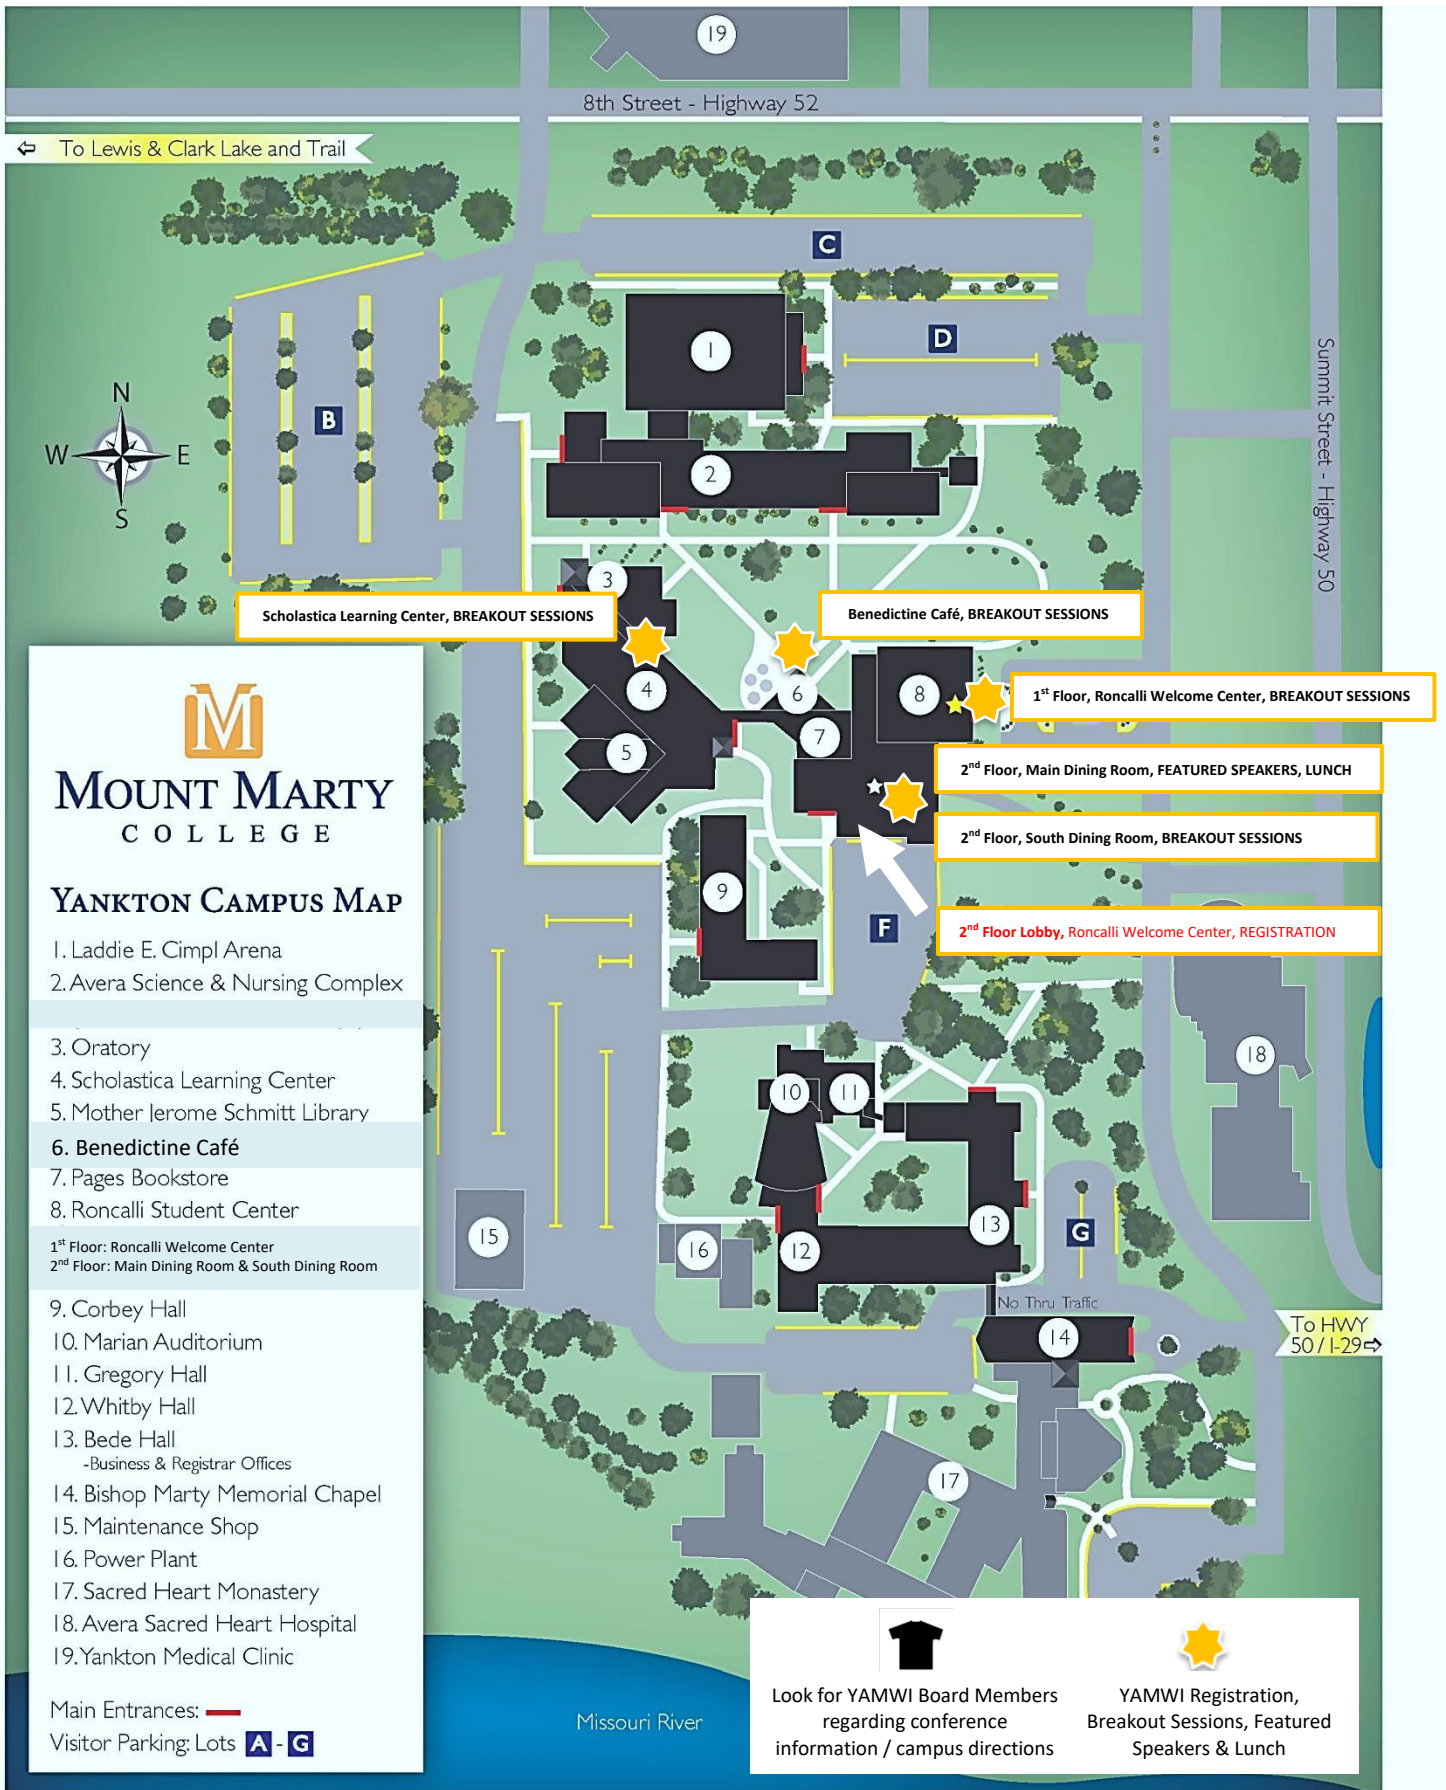 19
8th Street - Highway 52
⇦ To Lewis & Clark Lake and Trail
C
D
B
1
2
N
W E
S
Summit Street - Highway 50
3
Scholastica Learning Center, BREAKOUT SESSIONS
Benedictine Café, BREAKOUT SESSIONS
4
6
8
1st Floor, Roncalli Welcome Center, BREAKOUT SESSIONS
5
7
2nd Floor, Main Dining Room, FEATURED SPEAKERS, LUNCH
2nd Floor, South Dining Room, BREAKOUT SESSIONS
9
F
2nd Floor Lobby, Roncalli Welcome Center, REGISTRATION
18
10
11
13
G
15
16
12
No Thru Traffic
14
To HWY
50 / I-29⇨
17
M
MOUNT MARTY
COLLEGE
YANKTON CAMPUS MAP
1. Laddie E. Cimpl Arena
2. Avera Science & Nursing Complex
3. Oratory
4. Scholastica Learning Center
5. Mother Jerome Schmitt Library
6. Benedictine Café
7. Pages Bookstore
8. Roncalli Student Center
1st Floor: Roncalli Welcome Center
2nd Floor: Main Dining Room & South Dining Room
9. Corbey Hall
10. Marian Auditorium
11. Gregory Hall
12. Whitby Hall
13. Bede Hall
-Business & Registrar Offices
14. Bishop Marty Memorial Chapel
15. Maintenance Shop
16. Power Plant
17. Sacred Heart Monastery
18. Avera Sacred Heart Hospital
19. Yankton Medical Clinic
Main Entrances:
Visitor Parking: Lots A - G
Missouri River
Look for YAMWI Board Members
regarding conference
information / campus directions
YAMWI Registration,
Breakout Sessions, Featured
Speakers & Lunch